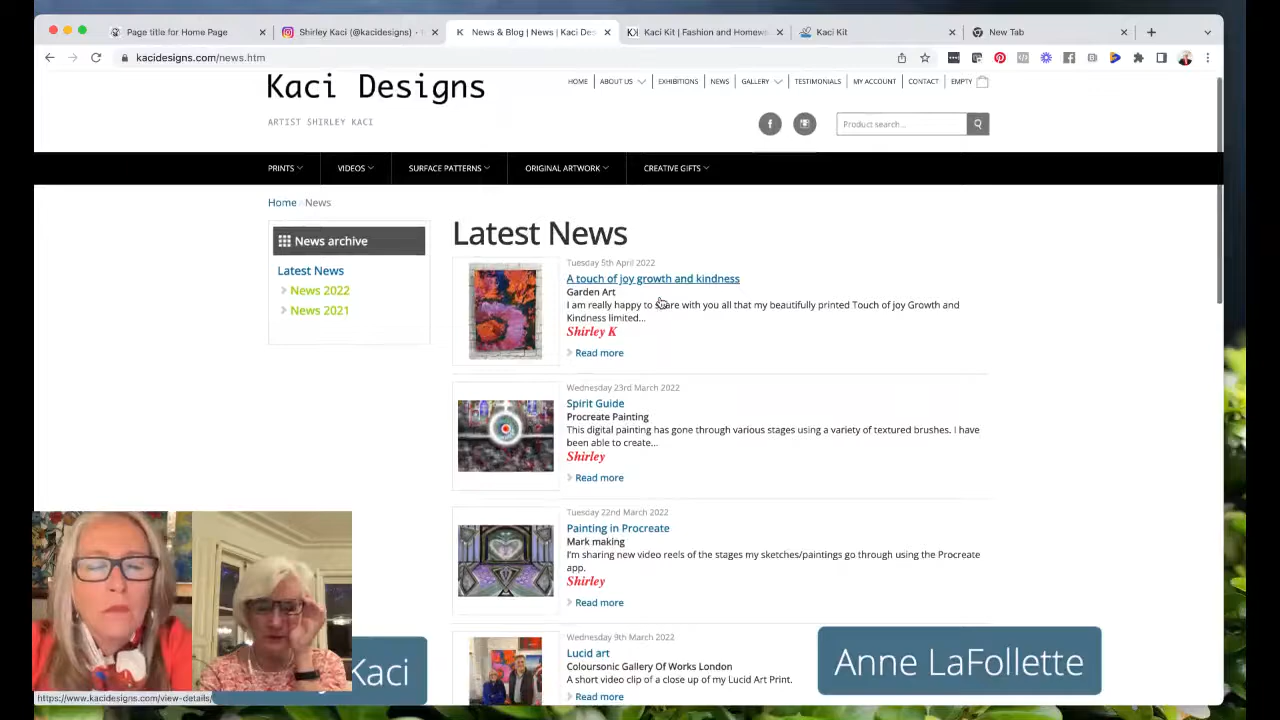 Page title for Home Page
Shirley Kaci (@kacidesigns) ·
News & Blog | News | Kaci Des
Kaci Kit | Fashion and Homew
Kaci Kit
New Tab
kacidesigns.com/news.htm
Kaci Designs
ARTIST SHIRLEY KACI
HOME
ABOUT US
EXHIBITIONS
NEWS
GALLERY
TESTIMONIALS
MY ACCOUNT
CONTACT
EMPTY
Product search...
PRINTS
VIDEOS
SURFACE PATTERNS
ORIGINAL ARTWORK
CREATIVE GIFTS
Home / News
News archive
Latest News
News 2022
News 2021
Latest News
Tuesday 5th April 2022
A touch of joy growth and kindness
Garden Art
I am really happy to share with you all that my beautifully printed Touch of joy Growth and
Kindness limited...
Shirley K
Read more
Wednesday 23rd March 2022
Spirit Guide
Procreate Painting
This digital painting has gone through various stages using a variety of textured brushes. I have
been able to create...
Shirley
Read more
Tuesday 22nd March 2022
Painting in Procreate
Mark making
I'm sharing new video reels of the stages my sketches/paintings go through using the Procreate
app.
Shirley
Read more
Wednesday 9th March 2022
Lucid art
Coloursonic Gallery Of Works London
A short video clip of a close up of my Lucid Art Print.
Read more
Kaci
Anne LaFollette
https://www.kacidesigns.com/view-details/